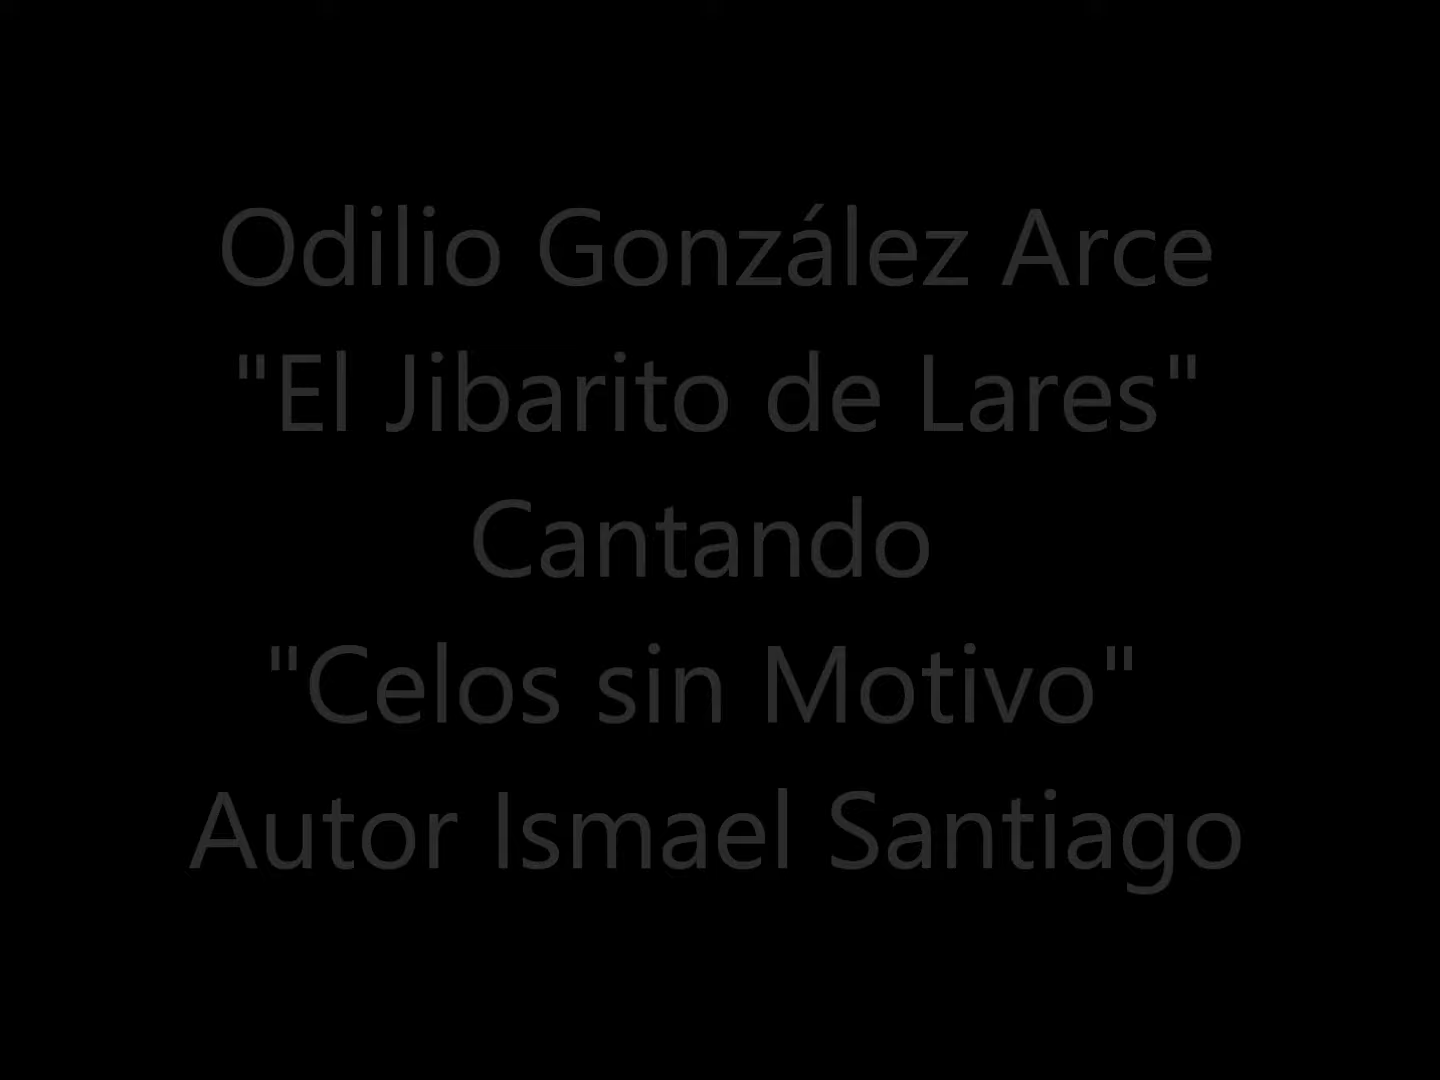 Odilio González Arce
"El Jibarito de Lares"
Cantando
"Celos sin Motivo"
Autor Ismael Santiago